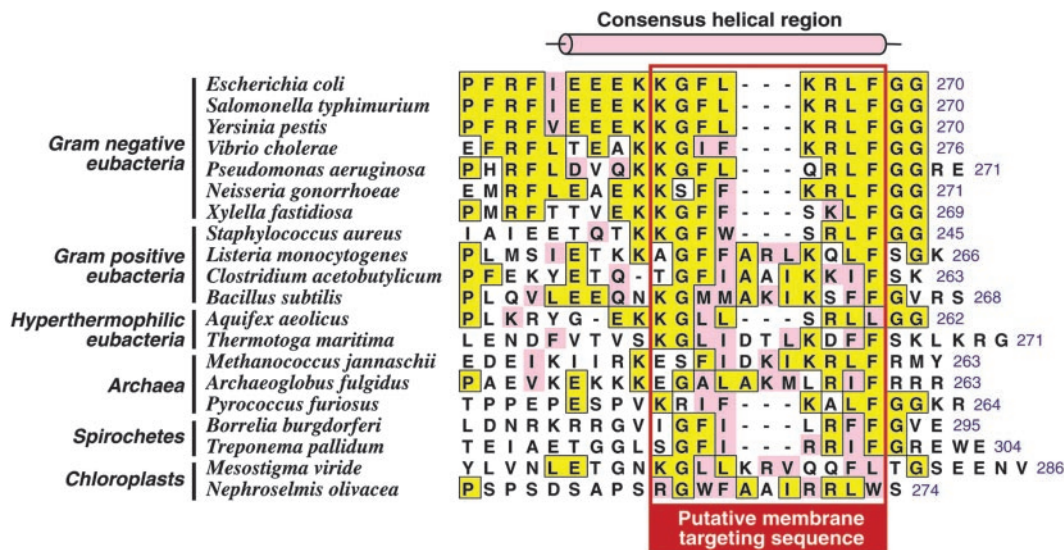 Consensus helical region
Gram negative
eubacteria
Escherichia coli P F R F I E E E K K G F L - - - K R L F G G 270
Salomonella typhimurium P F R F I E E E K K G F L - - - K R L F G G 270
Yersinia pestis P F R F V E E E K K G F L - - - K R L F G G 270
Vibrio cholerae E F R F L T E A K K G I F - - - K R L F G G 276
Pseudomonas aeruginosa P H R F L D V Q K K G F L - - - Q R L F G G R E 271
Neisseria gonorrhoeae E M R F L E A E K K S F F - - - K R L F G G 271
Xylella fastidiosa P M R F T T V E K K G F F - - - S K L F G G 269
Gram positive
eubacteria
Staphylococcus aureus I A I E E T Q T K K G F W - - - S R L F G G 245
Listeria monocytogenes P L M S I E T K K A G F F A R L K Q L F S G K 266
Clostridium acetobutylicum P F E K Y E T Q - T G F I A A I K K I F S K 263
Bacillus subtilis P L Q V L E E Q N K G M M A K I K S F F G V R S 268
Hyperthermophilic
eubacteria
Aquifex aeolicus P L K R Y G - E K K G L L - - - S R L L G G 262
Thermotoga maritima L E N D F V T V S K G L I D T L K D F F S K L K R G 271
Archaea
Methanococcus jannaschii E D E I K I I R K E S F I D K I K R L F R M Y 263
Archaeoglobus fulgidus P A E V K E K K K E G A L A K M L R I F R R R 263
Pyrococcus furiosus T P P E P E S P V K R I F - - - K A L F G G K R 264
Spirochetes
Borrelia burgdorferi L D N R K R R G V I G F I - - - L R F F G V E 295
Treponema pallidum T E I A E T G G L S G F I - - - R R I F G R E W E 304
Chloroplasts
Mesostigma viride Y L V N L E T G N K G L L K R V Q Q F L T G S E E N V 286
Nephroselmis olivacea P S P S D S A P S R G W F A A I R R L W S 274
Putative membrane
targeting sequence